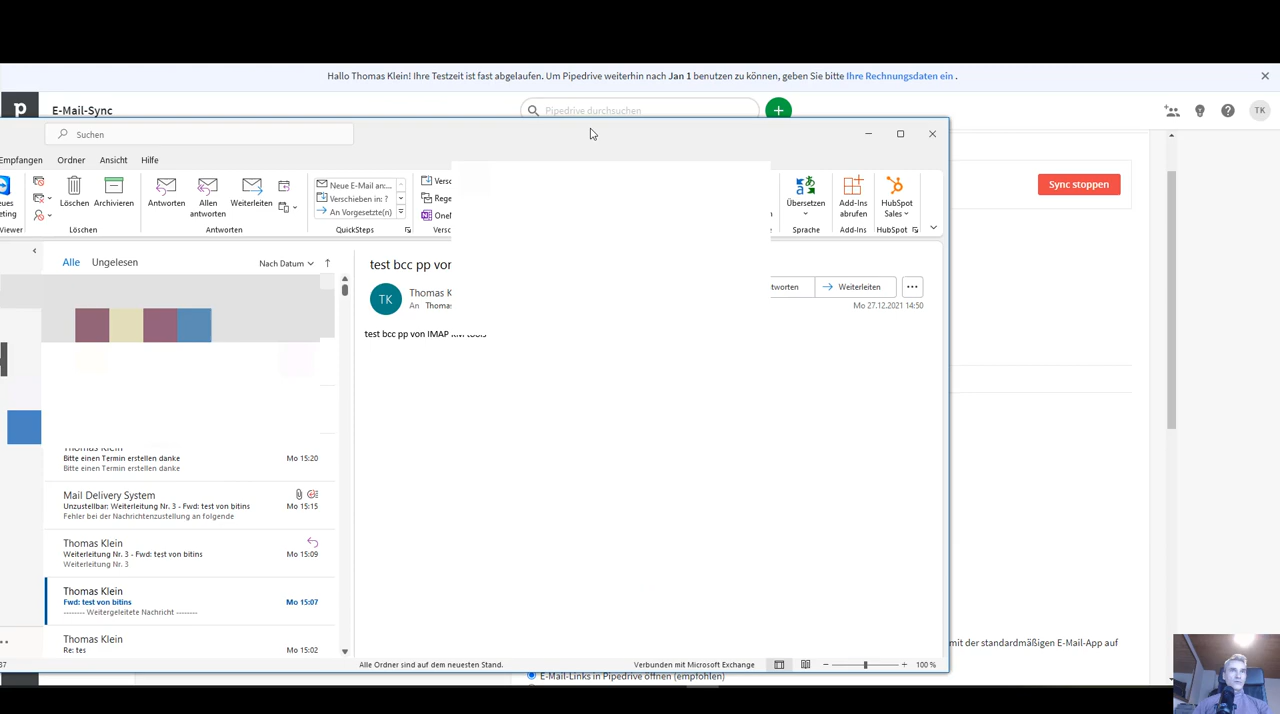 Hallo Thomas Klein! Ihre Testzeit ist fast abgelaufen. Um Pipedrive weiterhin nach Jan 1 benutzen zu können, geben Sie bitte Ihre Rechnungsdaten ein .
E-Mail-Sync
Pipedrive durchsuchen
TK
Suchen
Empfangen Ordner Ansicht Hilfe
Sync stoppen
Löschen Archivieren
Löschen
Antworten Allen antworten Weiterleiten
Antworten
Neue E-Mail an:...
Verschieben in: ?
An Vorgesetzte(n)
QuickSteps
Übersetzen
Sprache
Add-Ins abrufen
Add-Ins
HubSpot Sales
HubSpot
Alle Ungelesen
Nach Datum
test bcc pp
TK
Thomas
An
Weiterleiten
Mo 27.12.2021 14:50
test bcc pp von IMAP
Thomas Klein
Bitte einen Termin erstellen danke Mo 15:20
Bitte einen Termin erstellen danke
Mail Delivery System
Unzustellbar: Weiterleitung Nr. 3 - Fwd: test von bitins Mo 15:15
Fehler bei der Nachrichtenzustellung an folgende
Thomas Klein
Weiterleitung Nr. 3 - Fwd: test von bitins Mo 15:09
Weiterleitung Nr. 3
Thomas Klein
Fwd: test von bitins Mo 15:07
-------- Weitergeleitete Nachricht --------
Thomas Klein
Re: tes Mo 15:02
mit der standardmäßigen E-Mail-App auf
Alle Ordner sind auf dem neuesten Stand. Verbunden mit Microsoft Exchange 100 %
E-Mail-Links in Pipedrive öffnen (empfohlen)